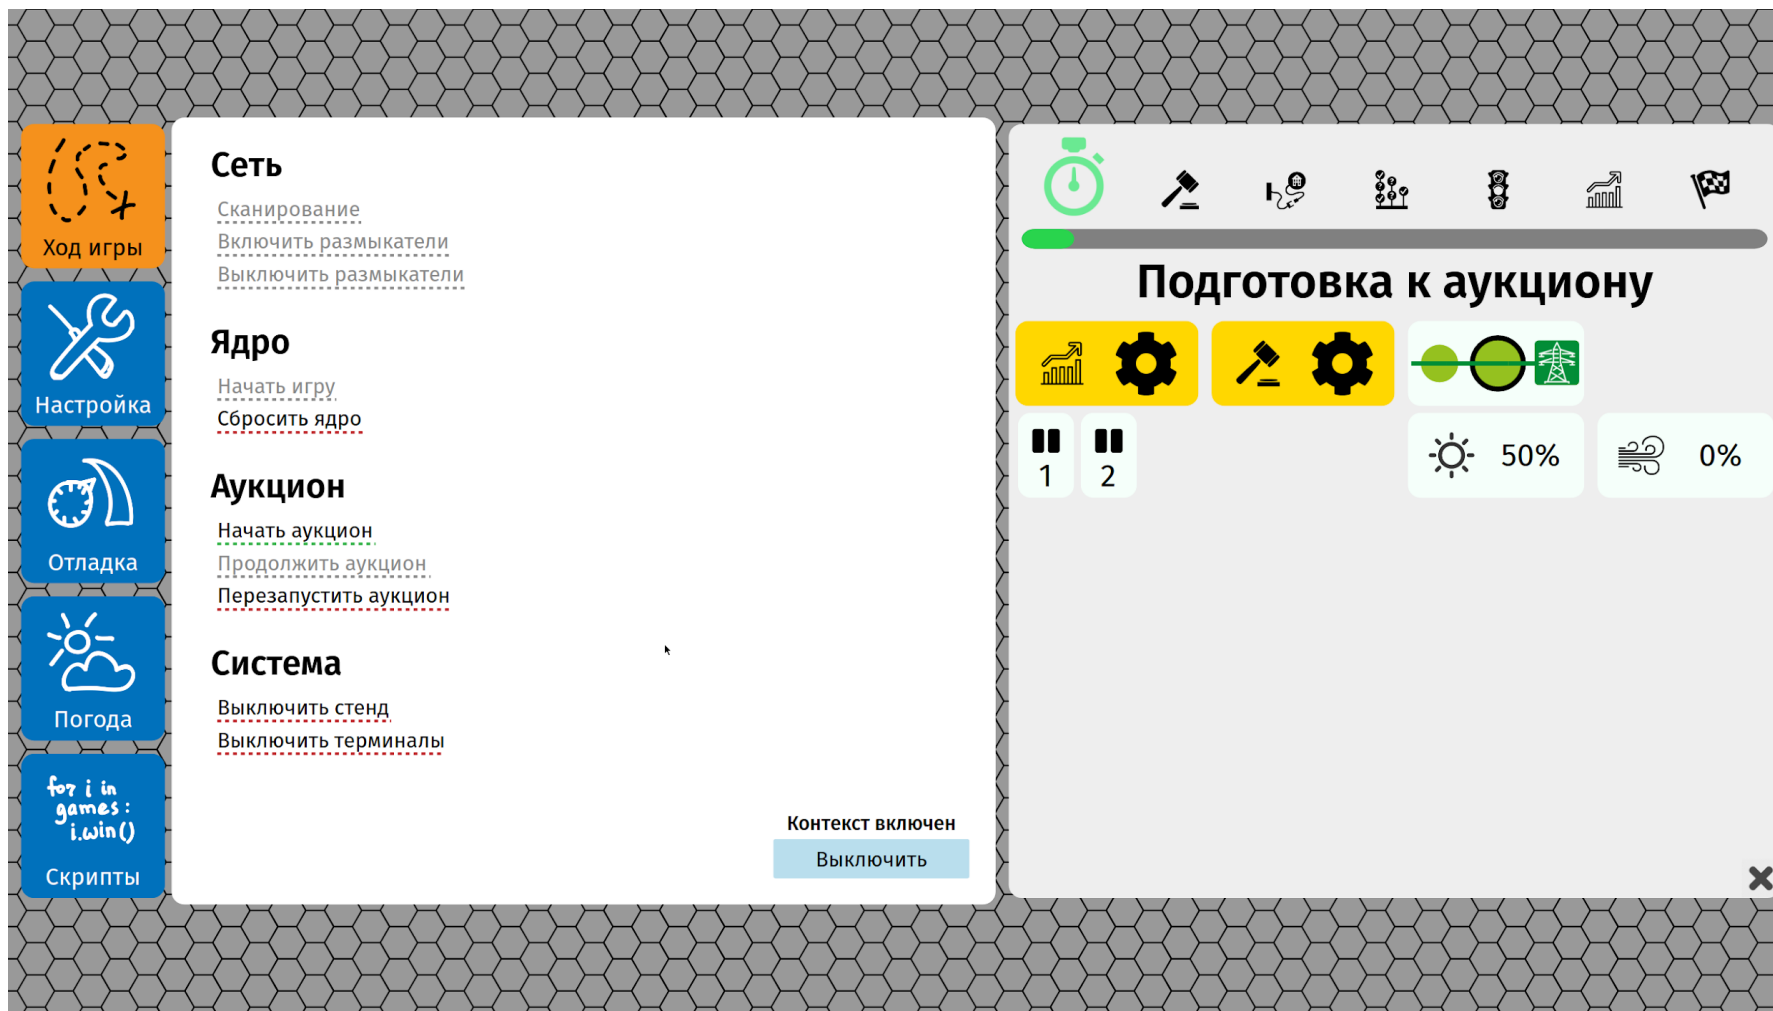 Ход игры
Настройка
Отладка
Погода
for i in
games:
i.win()
Скрипты
Сеть
Сканирование
Включить размыкатели
Выключить размыкатели
Ядро
Начать игру
Сбросить ядро
Аукцион
Начать аукцион
Продолжить аукцион
Перезапустить аукцион
Система
Выключить стенд
Выключить терминалы
Контекст включен
Выключить
Подготовка к аукциону
1
2
50%
0%